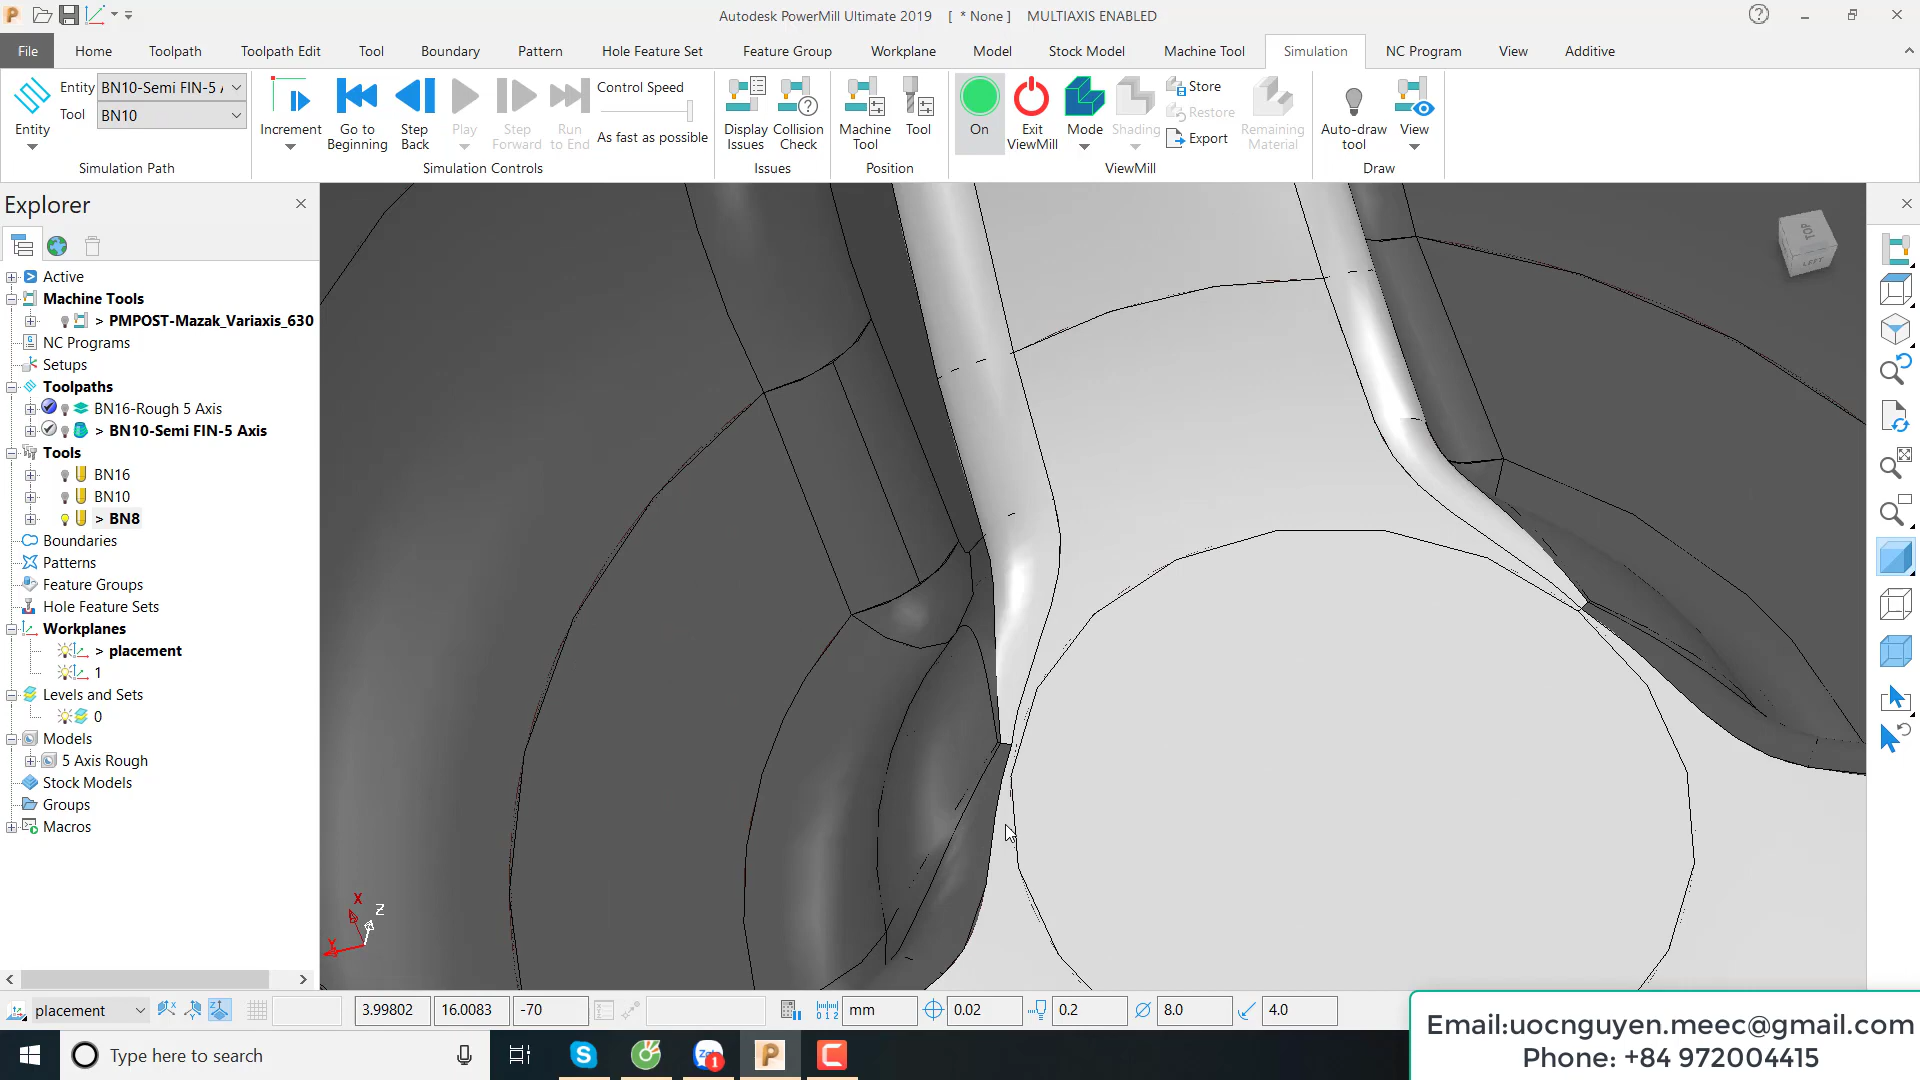 Autodesk PowerMill Ultimate 2019 [ * None ] MULTIAXIS ENABLED
File Home Toolpath Toolpath Edit Tool Boundary Pattern Hole Feature Set Feature Group Workplane Model Stock Model Machine Tool Simulation NC Program View Additive
Entity BN10-Semi FIN-5 A
Tool BN10
Entity
Simulation Path
Increment
Go to Beginning
Step Back
Play
Step Forward
Run to End
Control Speed
As fast as possible
Simulation Controls
Display Issues
Collision Check
Issues
Machine Tool
Tool
Position
On
Exit ViewMill
Mode
Shading
Store
Restore
Export
Remaining Material
ViewMill
Auto-draw tool
View
Draw
Explorer
Active
Machine Tools
> PMPOST-Mazak_Variaxis_630
NC Programs
Setups
Toolpaths
BN16-Rough 5 Axis
> BN10-Semi FIN-5 Axis
Tools
BN16
BN10
> BN8
Boundaries
Patterns
Feature Groups
Hole Feature Sets
Workplanes
> placement
1
Levels and Sets
0
Models
5 Axis Rough
Stock Models
Groups
Macros
TOP
LEFT
X
Z
Y
placement 3.99802 16.0083 -70 mm 0.02 0.2 8.0 4.0
Type here to search
1
Email:uocnguyen.meec@gmail.com
Phone: +84 972004415